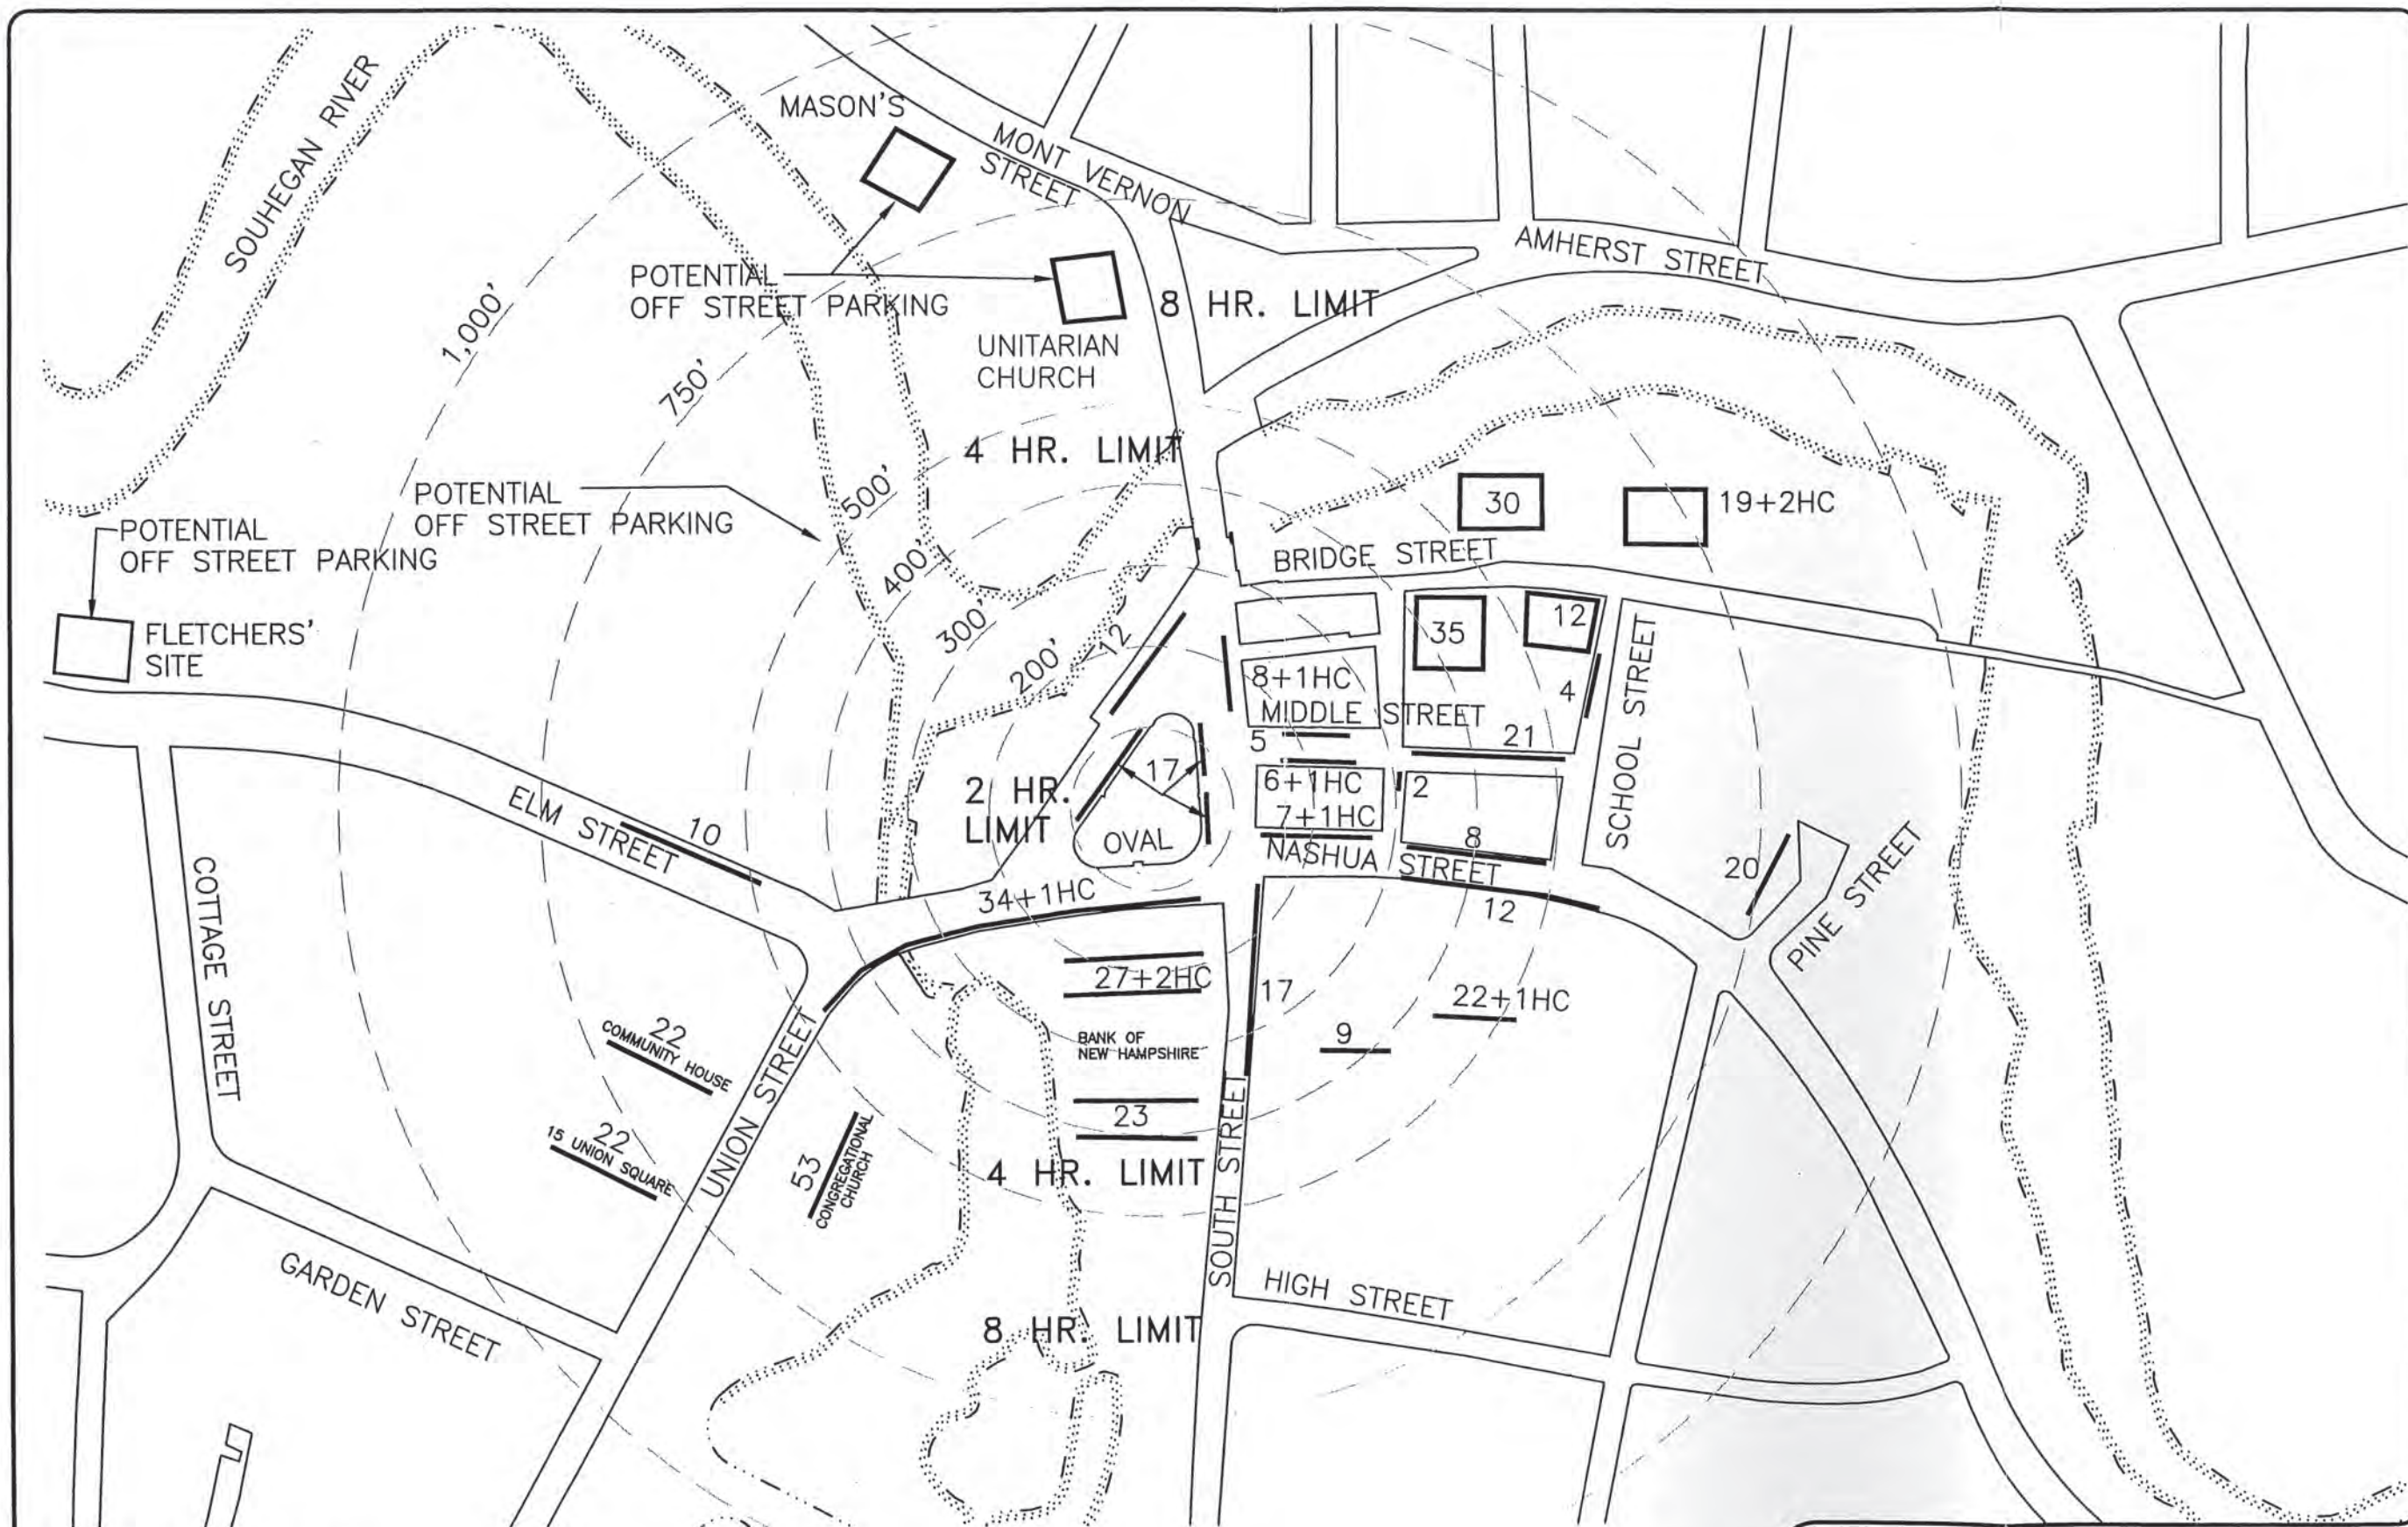 SOUHEGAN RIVER
MASON'S
MONT VERNON
STREET
AMHERST STREET
POTENTIAL
OFF STREET PARKING
8 HR. LIMIT
UNITARIAN
CHURCH
1,000'
750'
500'
400'
300'
200'
4 HR. LIMIT
POTENTIAL
OFF STREET PARKING
POTENTIAL
OFF STREET PARKING
FLETCHERS'
SITE
30
19+2HC
BRIDGE STREET
12
35
12
8+1HC
4
MIDDLE STREET
5
21
SCHOOL STREET
17
2 HR.
LIMIT
OVAL
6+1HC
2
7+1HC
8
NASHUA STREET
12
ELM STREET
10
34+1HC
20
PINE STREET
COTTAGE STREET
27+2HC
17
22+1HC
9
BANK OF
NEW HAMPSHIRE
22
COMMUNITY HOUSE
22
15 UNION SQUARE
UNION STREET
53
CONGREGATIONAL
CHURCH
23
4 HR. LIMIT
SOUTH STREET
HIGH STREET
GARDEN STREET
8 HR. LIMIT